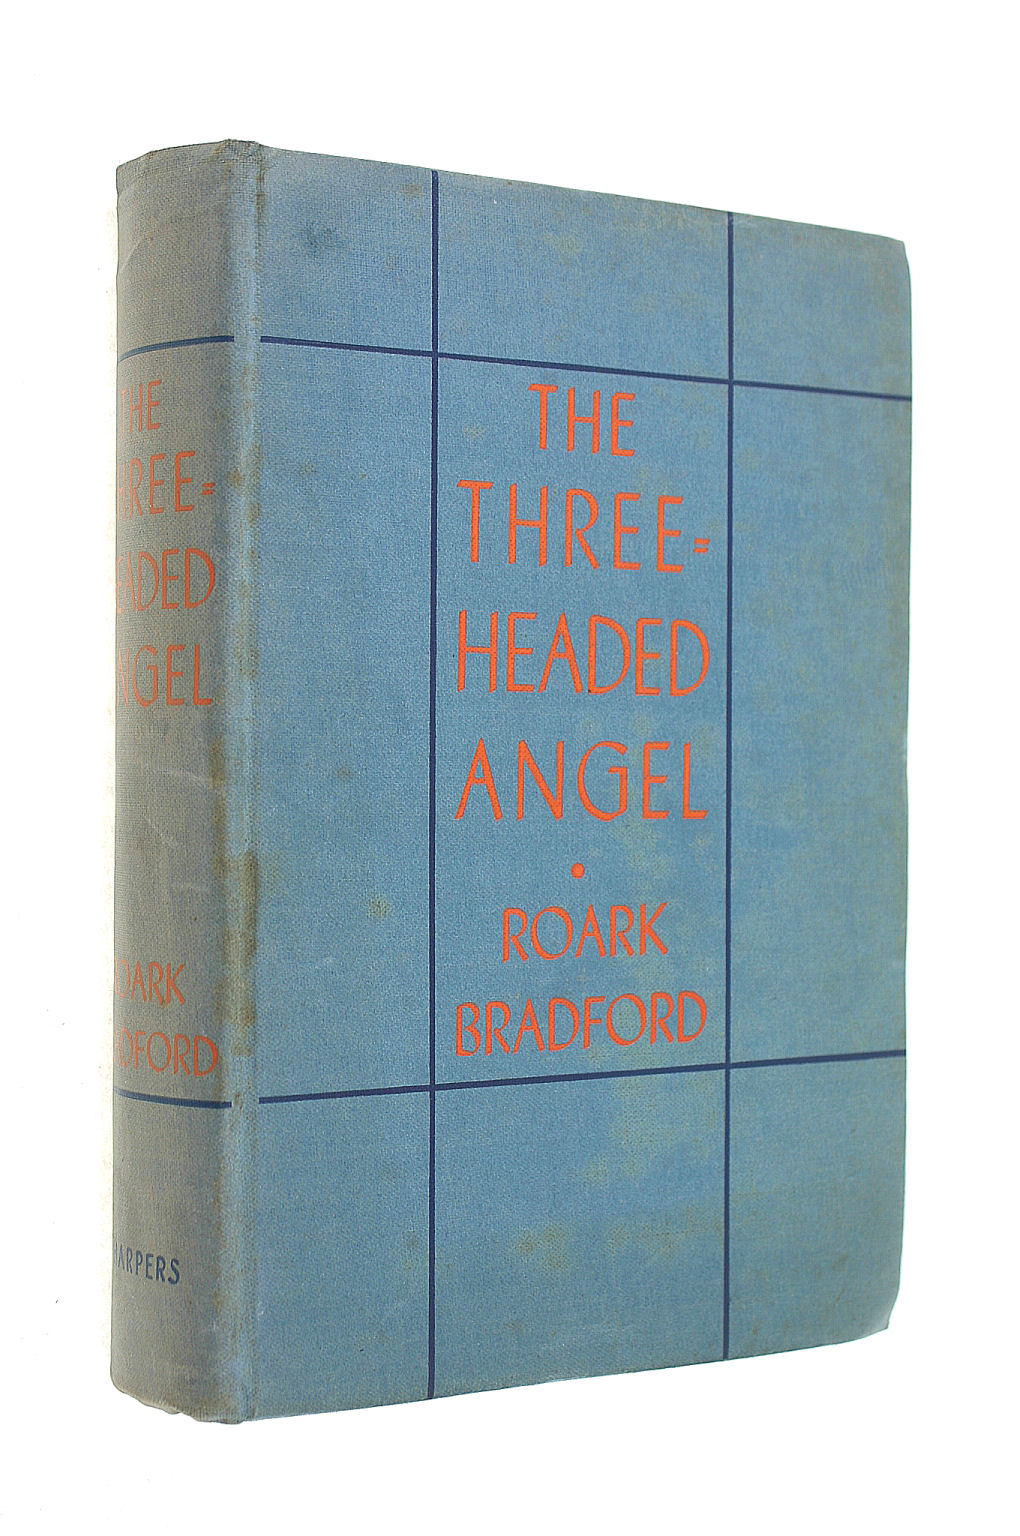 THE
THREE=
HEADED
ANGEL
•
ROARK
BRADFORD
THE
THREE=
HEADED
ANGEL
ROARK
BRADFORD
HARPERS